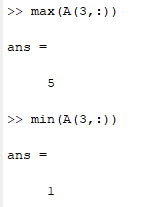 >> max(A(3,:))
ans =
5
>> min(A(3,:))
ans =
1